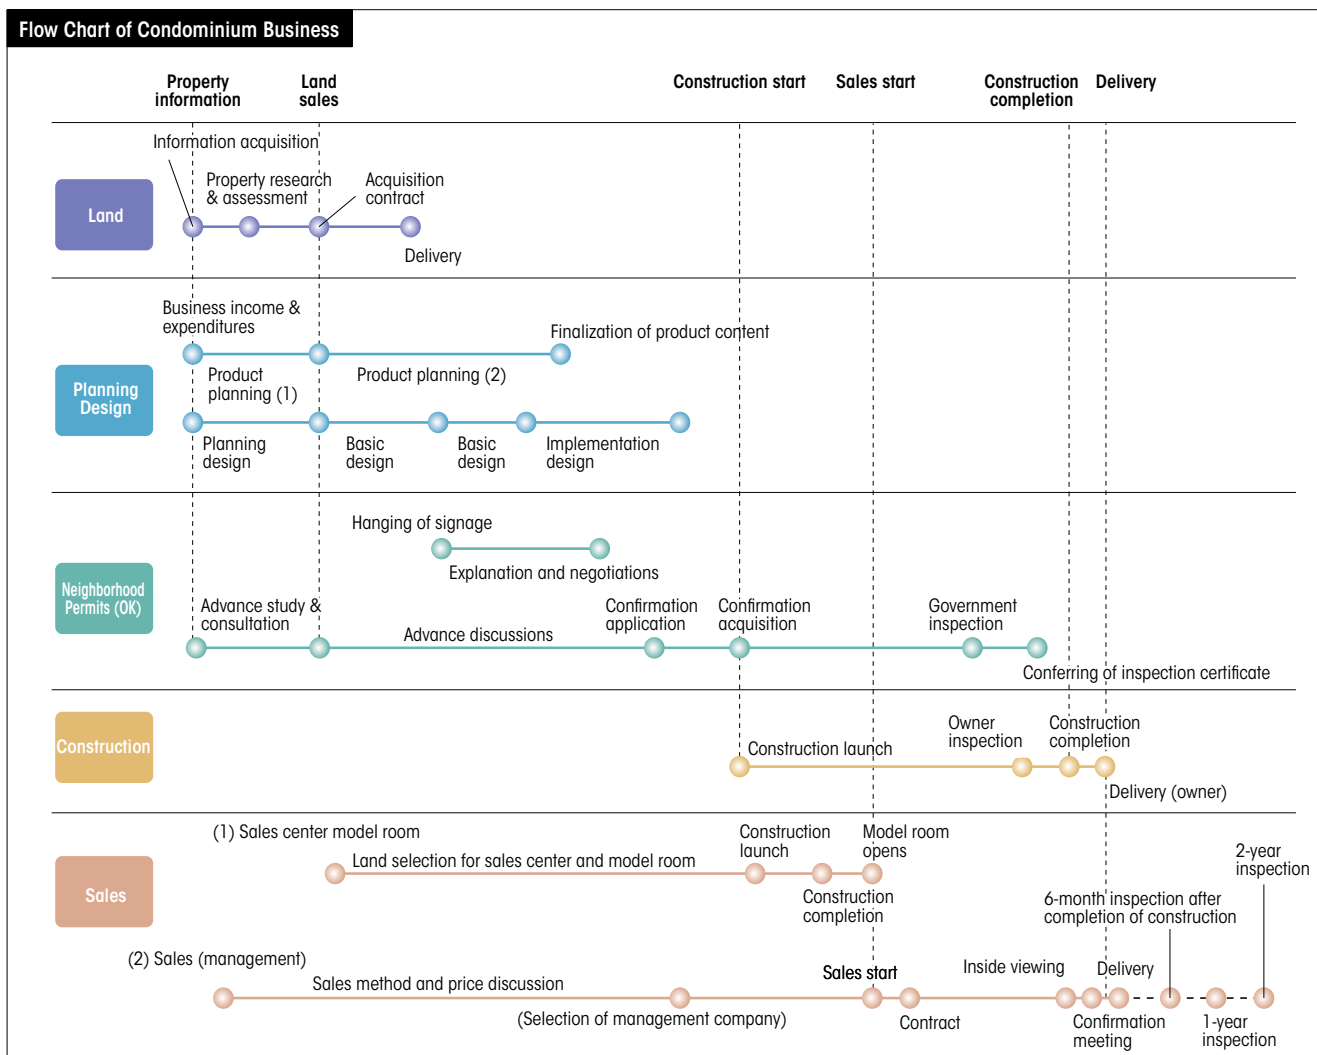 Flow Chart of Condominium Business
Property
information
Land
sales
Construction start
Sales start
Construction
completion
Delivery
Land
Information acquisition
Property research
& assessment
Acquisition
contract
Delivery
Planning
Design
Business income &
expenditures
Finalization of product content
Product
planning (1)
Product planning (2)
Planning
design
Basic
design
Basic
design
Implementation
design
Neighborhood
Permits (OK)
Hanging of signage
Explanation and negotiations
Advance study &
consultation
Advance discussions
Confirmation
application
Confirmation
acquisition
Government
inspection
Conferring of inspection certificate
Construction
Construction launch
Owner
inspection
Construction
completion
Delivery (owner)
Sales
(1) Sales center model room
Land selection for sales center and model room
Construction
launch
Construction
completion
Model room
opens
2-year
inspection
6-month inspection after
completion of construction
(2) Sales (management)
Sales method and price discussion
(Selection of management company)
Sales start
Contract
Inside viewing
Confirmation
meeting
Delivery
1-year
inspection